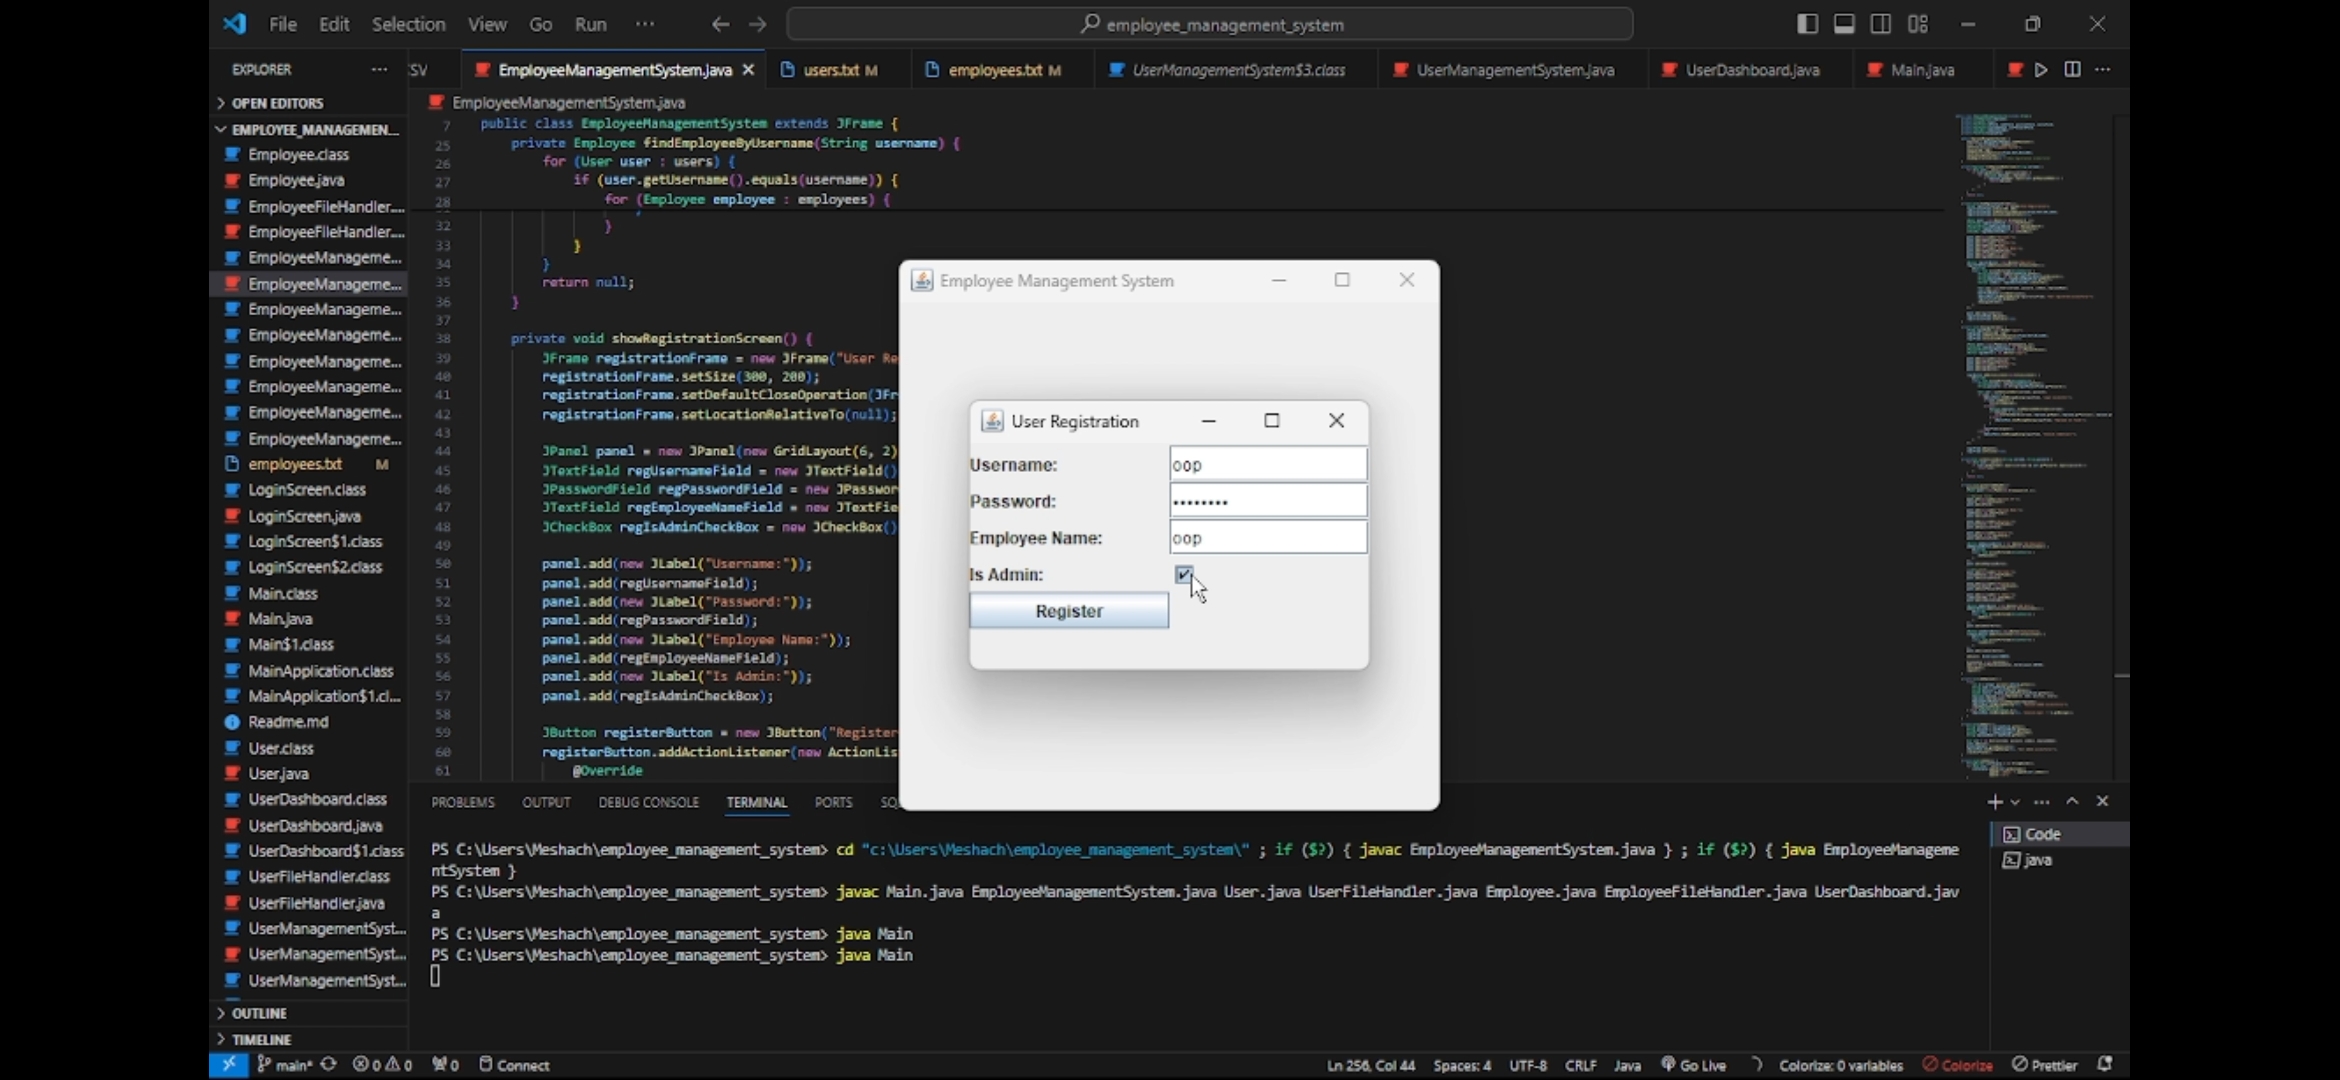 File Edit Selection View Go Run ··· employee_management_system
EXPLORER ···
SV EmployeeManagementSystem.java users.txt M employees.txt M UserManagementSystem$3.class UserManagementSystem.java UserDashboard.java Main.java
OPEN EDITORS
EMPLOYEE_MANAGEMEN...
Employee.class
Employee.java
EmployeeFileHandler....
EmployeeFileHandler....
EmployeeManageme...
EmployeeManageme...
EmployeeManageme...
EmployeeManageme...
EmployeeManageme...
EmployeeManageme...
EmployeeManageme...
EmployeeManageme...
employees.txt M
LoginScreen.class
LoginScreen.java
LoginScreen$1.class
LoginScreen$2.class
Main.class
Main.java
Main$1.class
MainApplication.class
MainApplication$1.cl...
Readme.md
User.class
User.java
UserDashboard.class
UserDashboard.java
UserDashboard$1.class
UserFileHandler.class
UserFileHandler.java
UserManagementSyst...
UserManagementSyst...
UserManagementSyst...
OUTLINE
TIMELINE
EmployeeManagementSystem.java
7 public class EmployeeManagementSystem extends JFrame {
25 private Employee findEmployeeByUsername(String username) {
26 for (User user : users) {
27 if (user.getUsername().equals(username)) {
28 for (Employee employee : employees) {
32 }
33 }
34 }
35 return null;
36 }
37
38 private void showRegistrationScreen() {
39 JFrame registrationFrame = new JFrame("User Re
40 registrationFrame.setSize(300, 200);
41 registrationFrame.setDefaultCloseOperation(JFr
42 registrationFrame.setLocationRelativeTo(null);
43
44 JPanel panel = new JPanel(new GridLayout(6, 2)
45 JTextField regUsernameField = new JTextField()
46 JPasswordField regPasswordField = new JPasswor
47 JTextField regEmployeeNameField = new JTextFie
48 JCheckBox regIsAdminCheckBox = new JCheckBox()
49
50 panel.add(new JLabel("Username:"));
51 panel.add(regUsernameField);
52 panel.add(new JLabel("Password:"));
53 panel.add(regPasswordField);
54 panel.add(new JLabel("Employee Name:"));
55 panel.add(regEmployeeNameField);
56 panel.add(new JLabel("Is Admin:"));
57 panel.add(regIsAdminCheckBox);
58
59 JButton registerButton = new JButton("Register
60 registerButton.addActionListener(new ActionLis
61 @Override
Employee Management System
User Registration
Username: oop
Password: ••••••••
Employee Name: oop
Is Admin:
Register
PROBLEMS OUTPUT DEBUG CONSOLE TERMINAL PORTS SQ
PS C:\Users\Meshach\employee_management_system> cd "c:\Users\Meshach\employee_management_system\" ; if ($?) { javac EmployeeManagementSystem.java } ; if ($?) { java EmployeeManageme
ntSystem }
PS C:\Users\Meshach\employee_management_system> javac Main.java EmployeeManagementSystem.java User.java UserFileHandler.java Employee.java EmployeeFileHandler.java UserDashboard.jav
a
PS C:\Users\Meshach\employee_management_system> java Main
PS C:\Users\Meshach\employee_management_system> java Main
Code
java
main* 0 0 0 Connect Ln 256, Col 44 Spaces: 4 UTF-8 CRLF Java Go Live Colorize: 0 variables Colorize Prettier